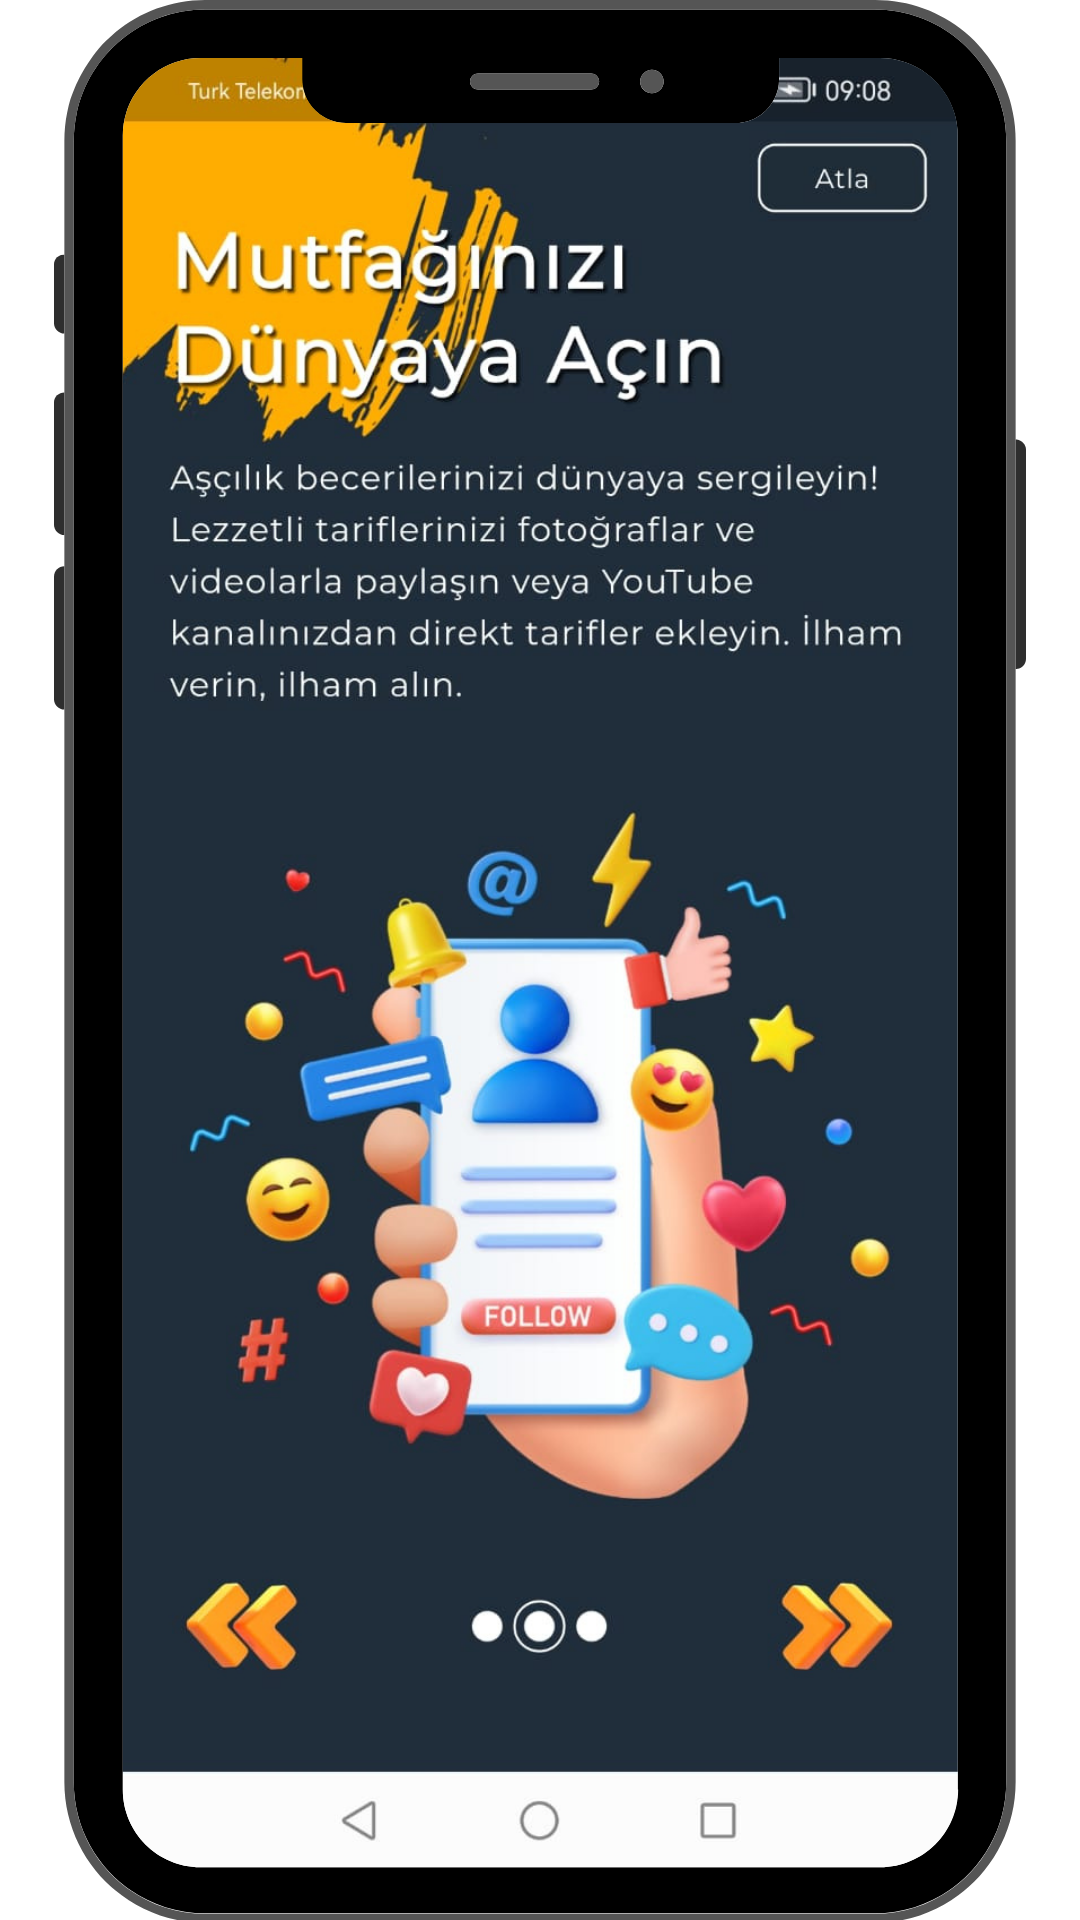 Turk Telekom
09:08
Atla
Mutfağınızı
Dünyaya Açın
Aşçılık becerilerinizi dünyaya sergileyin!
Lezzetli tariflerinizi fotoğraflar ve
videolarla paylaşın veya YouTube
kanalınızdan direkt tarifler ekleyin. İlham
verin, ilham alın.
@
#
FOLLOW